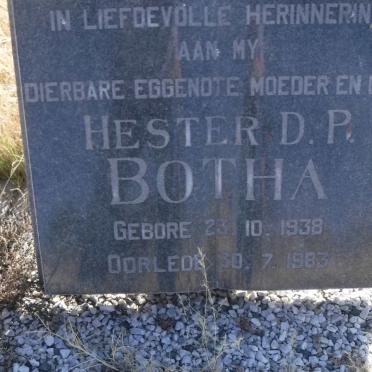 IN LIEFDEVOLLE HERINNERIN
AAN MY
DIERBARE EGGENOTE MOEDER EN
HESTER D. P.
BOTHA
GEBORE 23. 10. 1938
OORLEDE 30. 7. 1983